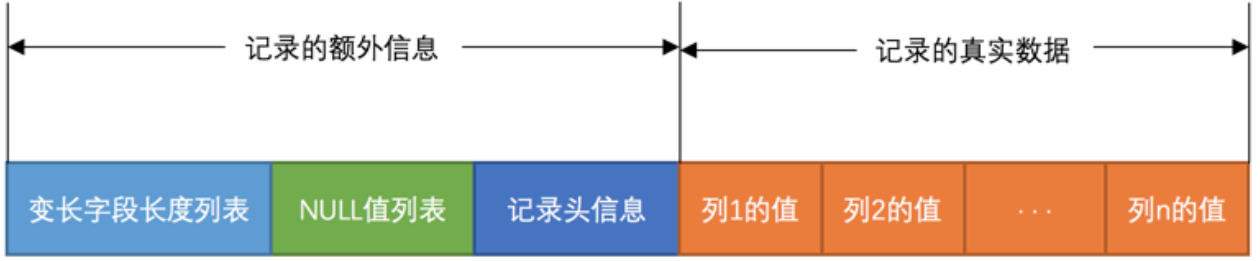 记录的额外信息
记录的真实数据
变长字段长度列表
NULL值列表
记录头信息
列1的值
列2的值
...
列n的值